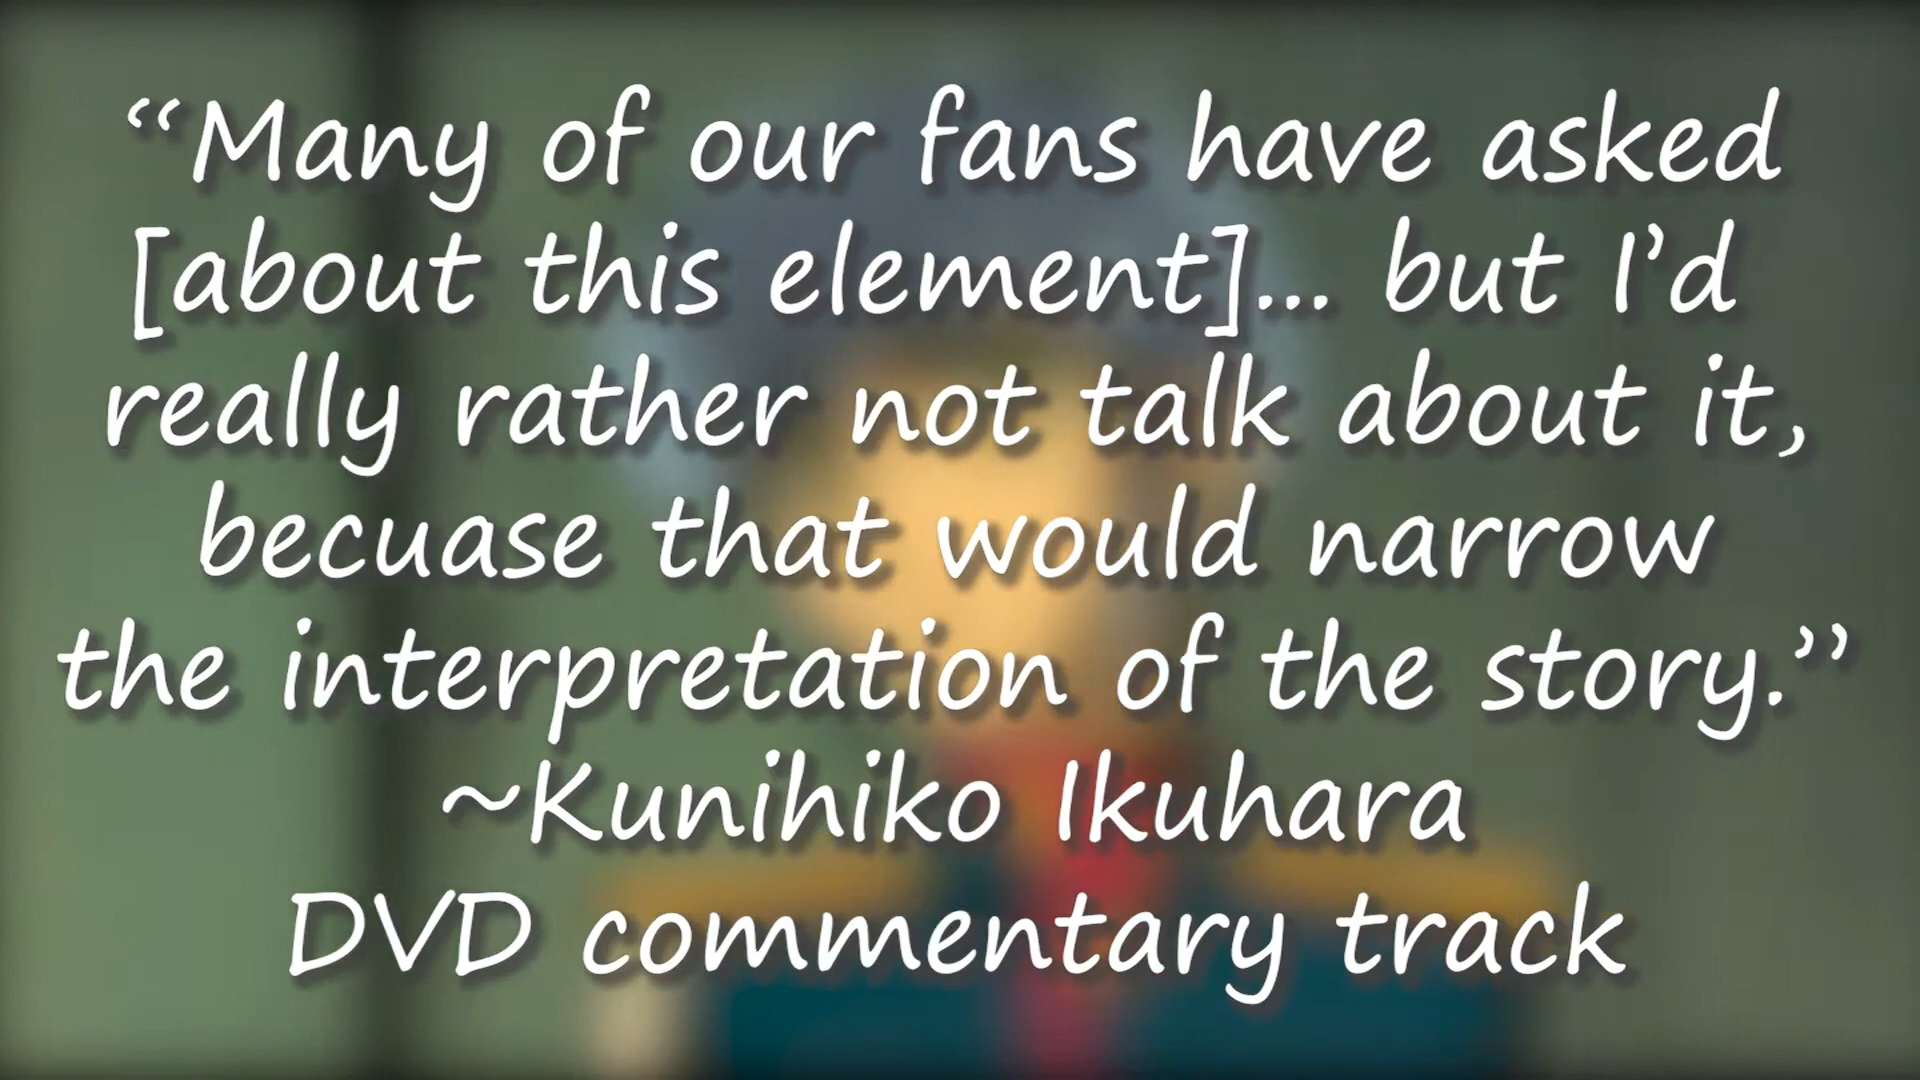 “Many of our fans have asked
[about this element]... but I’d
really rather not talk about it,
becuase that would narrow
the interpretation of the story.”
~Kunihiko Ikuhara
DVD commentary track